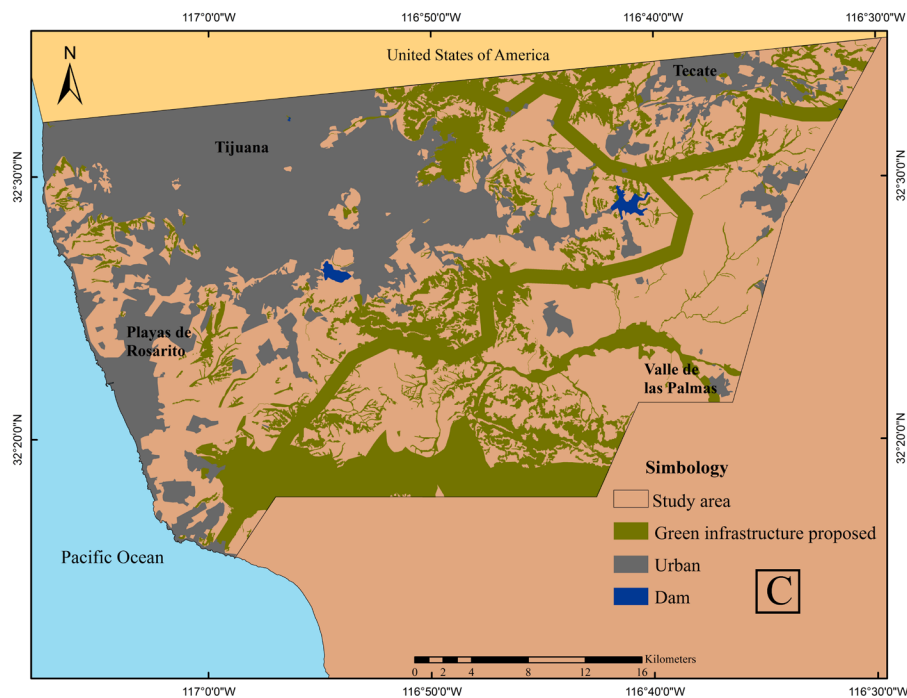 117°0'0"W 116°50'0"W 116°40'0"W 116°30'0"W
N
United States of America
Tecate
Tijuana
32°30'0"N 32°30'0"N
Playas de
Rosarito
Valle de
las Palmas
32°20'0"N 32°20'0"N
Simbology
Study area
Green infrastructure proposed
Urban
Dam
Pacific Ocean
C
Kilometers
0 2 4 8 12 16
117°0'0"W 116°50'0"W 116°40'0"W 116°30'0"W